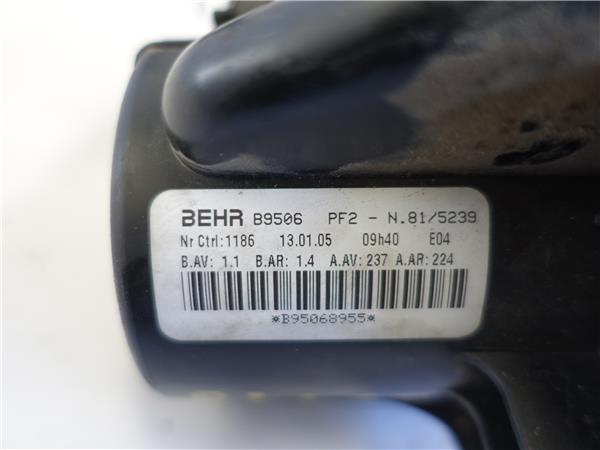 BEHR B9506 PF2 - N.81/5239
Nr Ctrl:1186 13.01.05 09h40 E04
B.AV: 1.1 B.AR: 1.4 A.AV: 237 A.AR: 224
*B95068955*